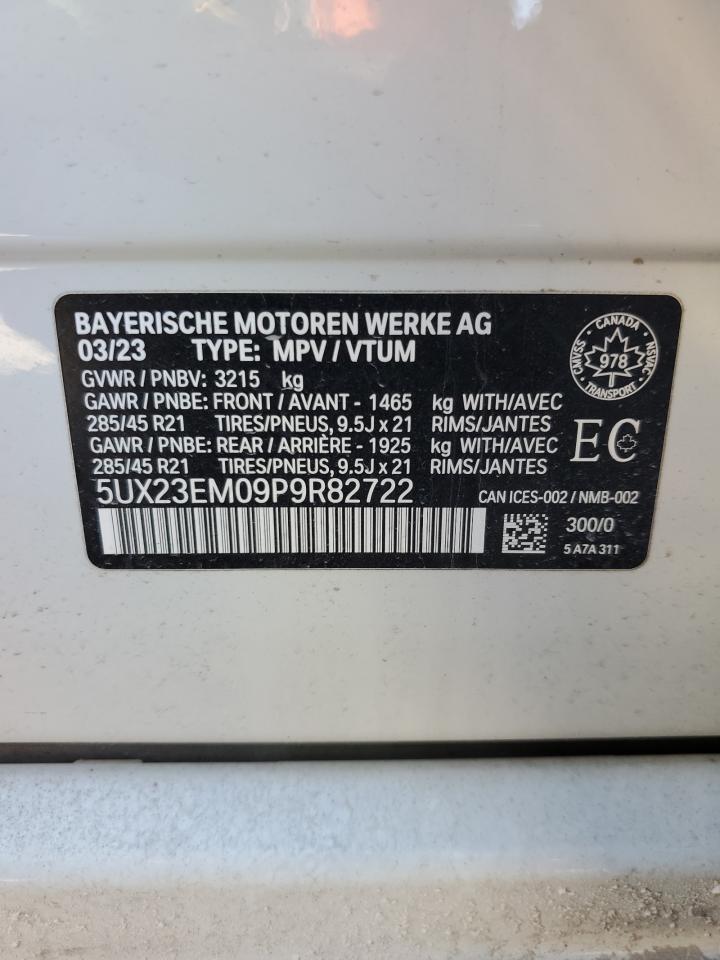 BAYERISCHE MOTOREN WERKE AG
03/23 TYPE: MPV / VTUM
GVWR / PNBV: 3215 kg
GAWR / PNBE: FRONT / AVANT - 1465 kg WITH/AVEC
285/45 R21 TIRES/PNEUS, 9.5J x 21 RIMS/JANTES
GAWR / PNBE: REAR / ARRIÈRE - 1925 kg WITH/AVEC
285/45 R21 TIRES/PNEUS, 9.5J x 21 RIMS/JANTES
5UX23EM09P9R82722
CANADA
CMVSS
NSVAC
978
TRANSPORT
EC
CAN ICES-002 / NMB-002
300/0
5 A7A 311